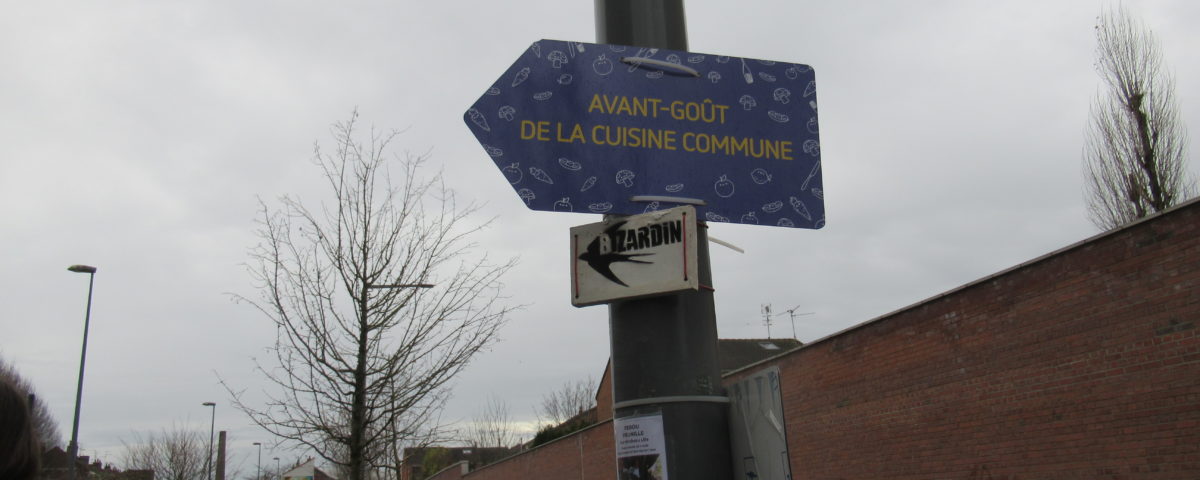 AVANT-GOÛT
DE LA CUISINE COMMUNE
BIZARDIN